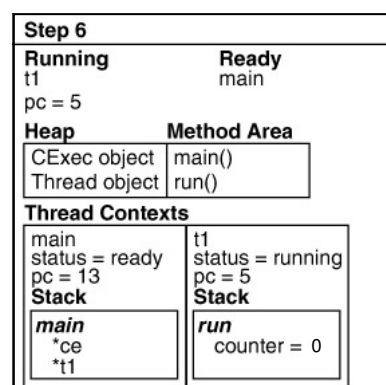 Step 6
Running Ready
t1 main
pc = 5
Heap Method Area
CExec object main()
Thread object run()
Thread Contexts
main
status = ready
pc = 13
Stack
main
*ce
*t1
t1
status = running
pc = 5
Stack
run
counter = 0